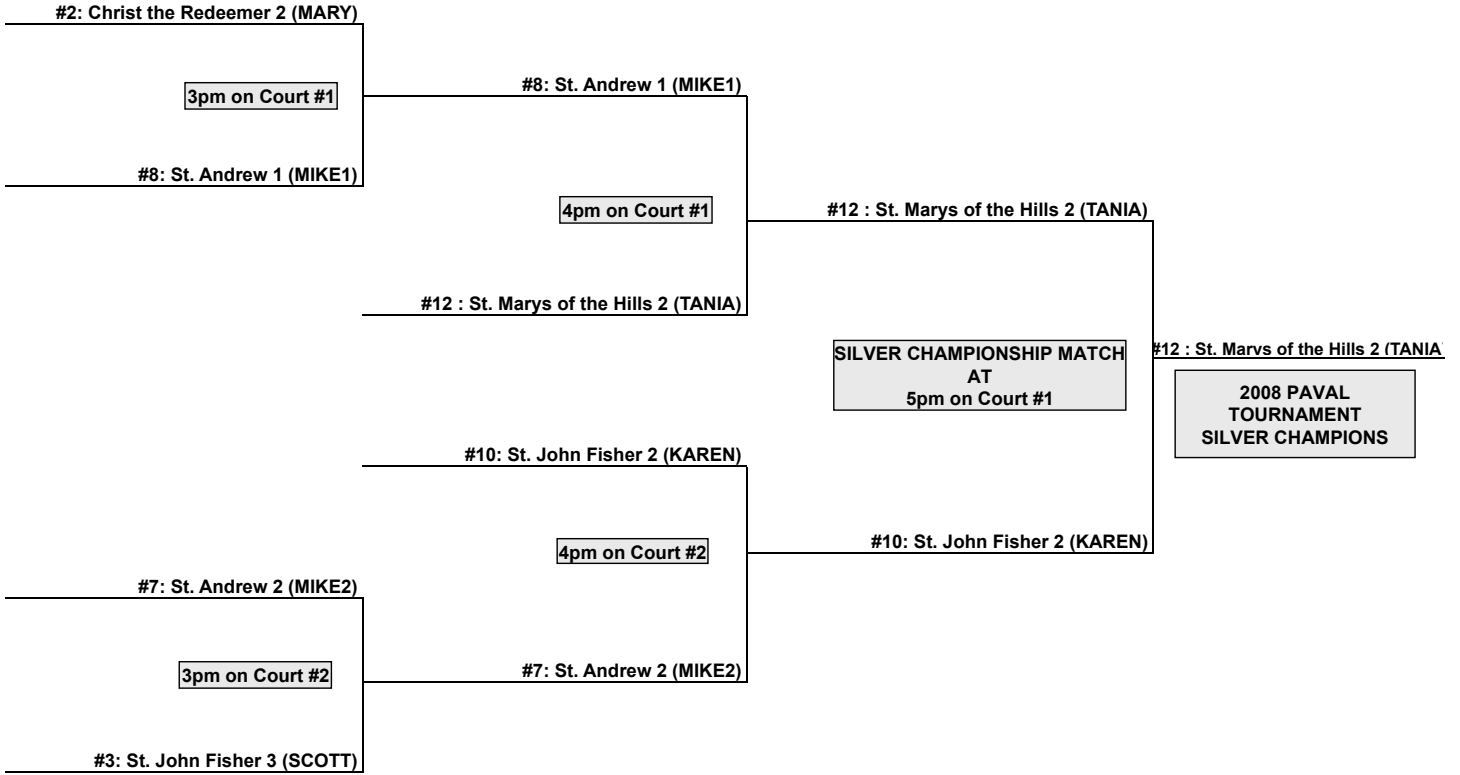 #2: Christ the Redeemer 2 (MARY)
3pm on Court #1
#8: St. Andrew 1 (MIKE1)
#8: St. Andrew 1 (MIKE1)
4pm on Court #1
#12 : St. Marys of the Hills 2 (TANIA)
#12 : St. Marys of the Hills 2 (TANIA)
SILVER CHAMPIONSHIP MATCH
AT
5pm on Court #1
#12 : St. Marys of the Hills 2 (TANIA
2008 PAVAL
TOURNAMENT
SILVER CHAMPIONS
#10: St. John Fisher 2 (KAREN)
4pm on Court #2
#10: St. John Fisher 2 (KAREN)
#7: St. Andrew 2 (MIKE2)
3pm on Court #2
#7: St. Andrew 2 (MIKE2)
#3: St. John Fisher 3 (SCOTT)